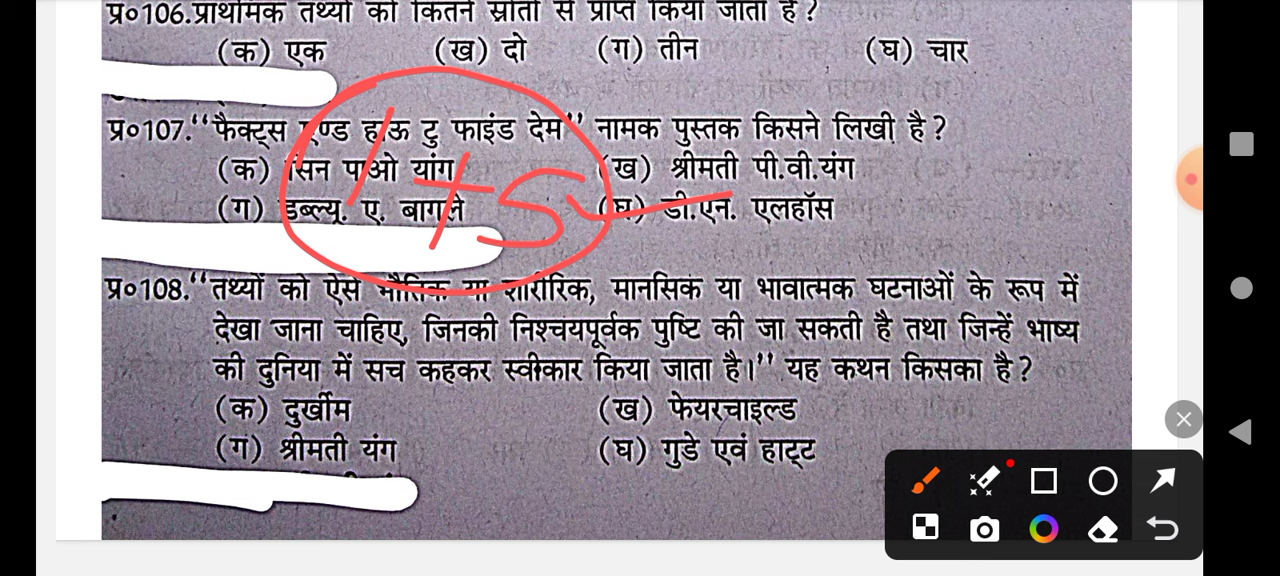 प्र०106.प्राथमिक तथ्यों को कितने स्रोतों से प्राप्त किया जाता है ?
(क) एक (ख) दो (ग) तीन (घ) चार
प्र०107.“फैक्ट्स एण्ड हाऊ टु फाइंड देम” नामक पुस्तक किसने लिखी है ?
(क) सिन पाओ यांग (ख) श्रीमती पी.वी.यंग
(ग) डब्ल्यू. ए. बागले (घ) डी.एन. एलहॉस
प्र०108.“तथ्यों को ऐसे भौतिक या शारीरिक, मानसिक या भावात्मक घटनाओं के रूप में
देखा जाना चाहिए, जिनकी निश्चयपूर्वक पुष्टि की जा सकती है तथा जिन्हें भाष्य
की दुनिया में सच कहकर स्वीकार किया जाता है।” यह कथन किसका है ?
(क) दुर्खीम (ख) फेयरचाइल्ड
(ग) श्रीमती यंग (घ) गुडे एवं हाट्ट